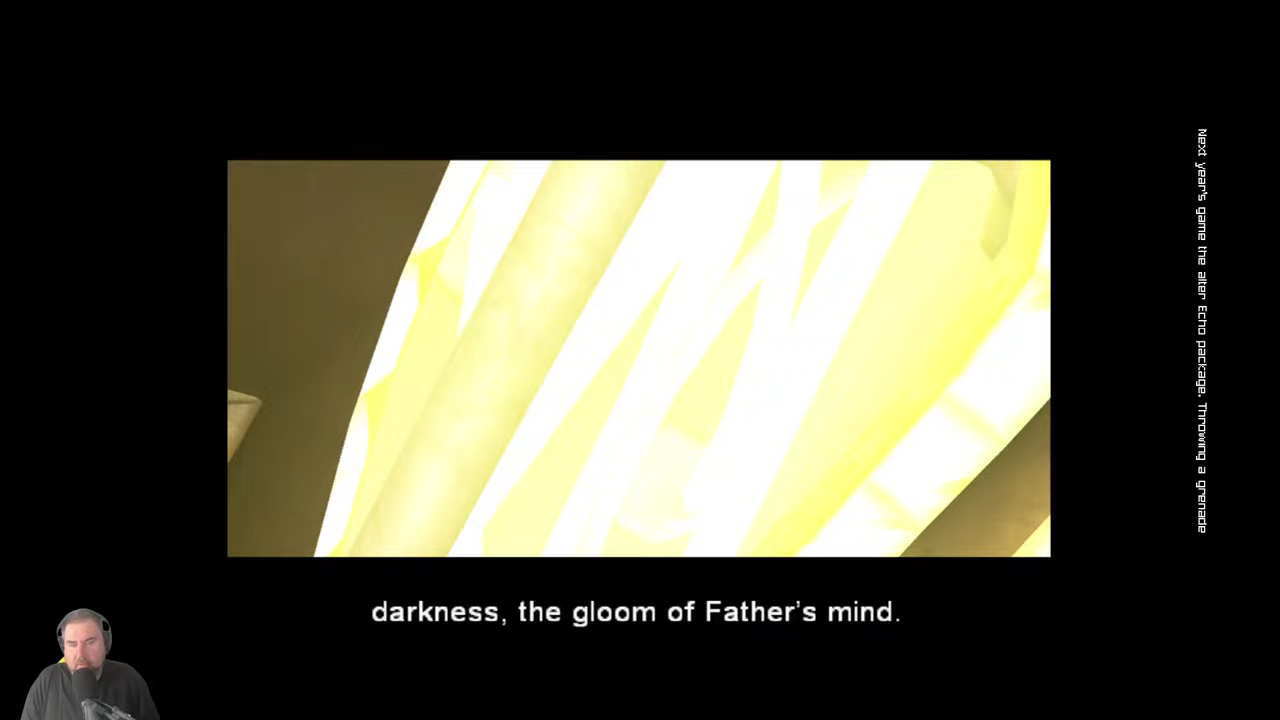 darkness, the gloom of Father's mind.
Next year's game the alter Echo package. Throwing a grenade